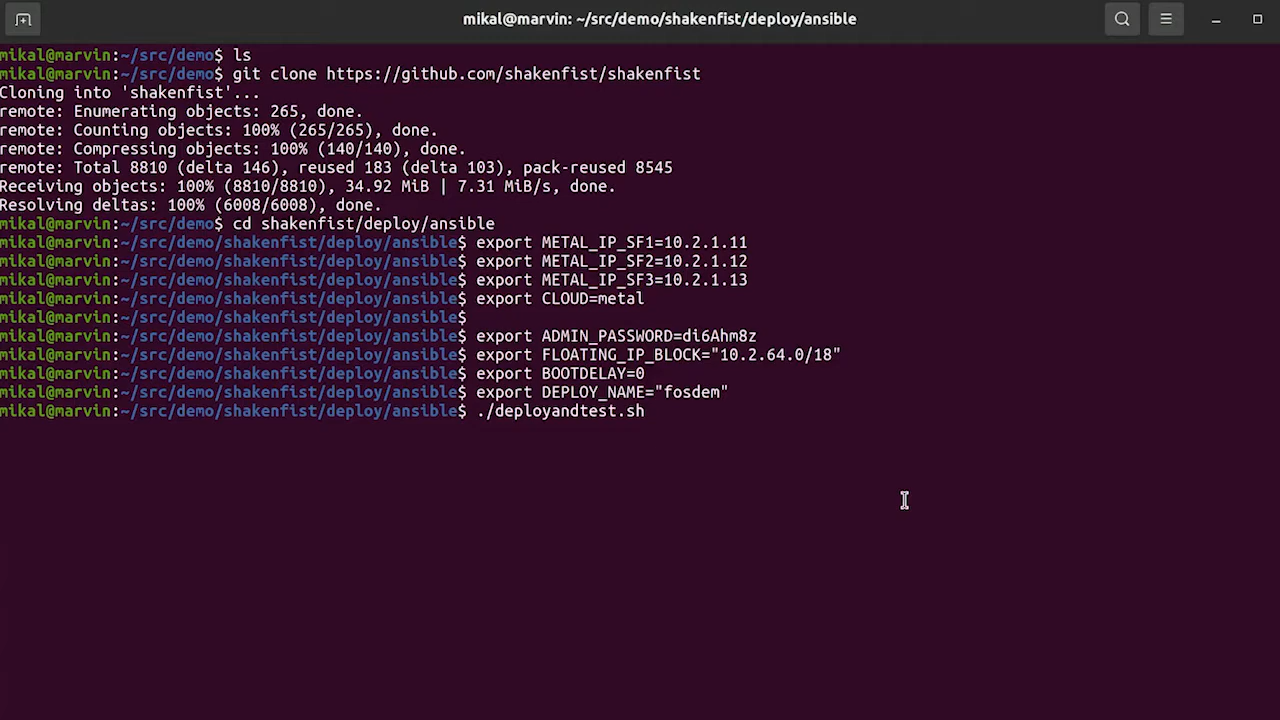 mikal@marvin: ~/src/demo/shakenfist/deploy/ansible
mikal@marvin:~/src/demo$ ls
mikal@marvin:~/src/demo$ git clone https://github.com/shakenfist/shakenfist
Cloning into 'shakenfist'...
remote: Enumerating objects: 265, done.
remote: Counting objects: 100% (265/265), done.
remote: Compressing objects: 100% (140/140), done.
remote: Total 8810 (delta 146), reused 183 (delta 103), pack-reused 8545
Receiving objects: 100% (8810/8810), 34.92 MiB | 7.31 MiB/s, done.
Resolving deltas: 100% (6008/6008), done.
mikal@marvin:~/src/demo$ cd shakenfist/deploy/ansible
mikal@marvin:~/src/demo/shakenfist/deploy/ansible$ export METAL_IP_SF1=10.2.1.11
mikal@marvin:~/src/demo/shakenfist/deploy/ansible$ export METAL_IP_SF2=10.2.1.12
mikal@marvin:~/src/demo/shakenfist/deploy/ansible$ export METAL_IP_SF3=10.2.1.13
mikal@marvin:~/src/demo/shakenfist/deploy/ansible$ export CLOUD=metal
mikal@marvin:~/src/demo/shakenfist/deploy/ansible$
mikal@marvin:~/src/demo/shakenfist/deploy/ansible$ export ADMIN_PASSWORD=di6Ahm8z
mikal@marvin:~/src/demo/shakenfist/deploy/ansible$ export FLOATING_IP_BLOCK="10.2.64.0/18"
mikal@marvin:~/src/demo/shakenfist/deploy/ansible$ export BOOTDELAY=0
mikal@marvin:~/src/demo/shakenfist/deploy/ansible$ export DEPLOY_NAME="fosdem"
mikal@marvin:~/src/demo/shakenfist/deploy/ansible$ ./deployandtest.sh